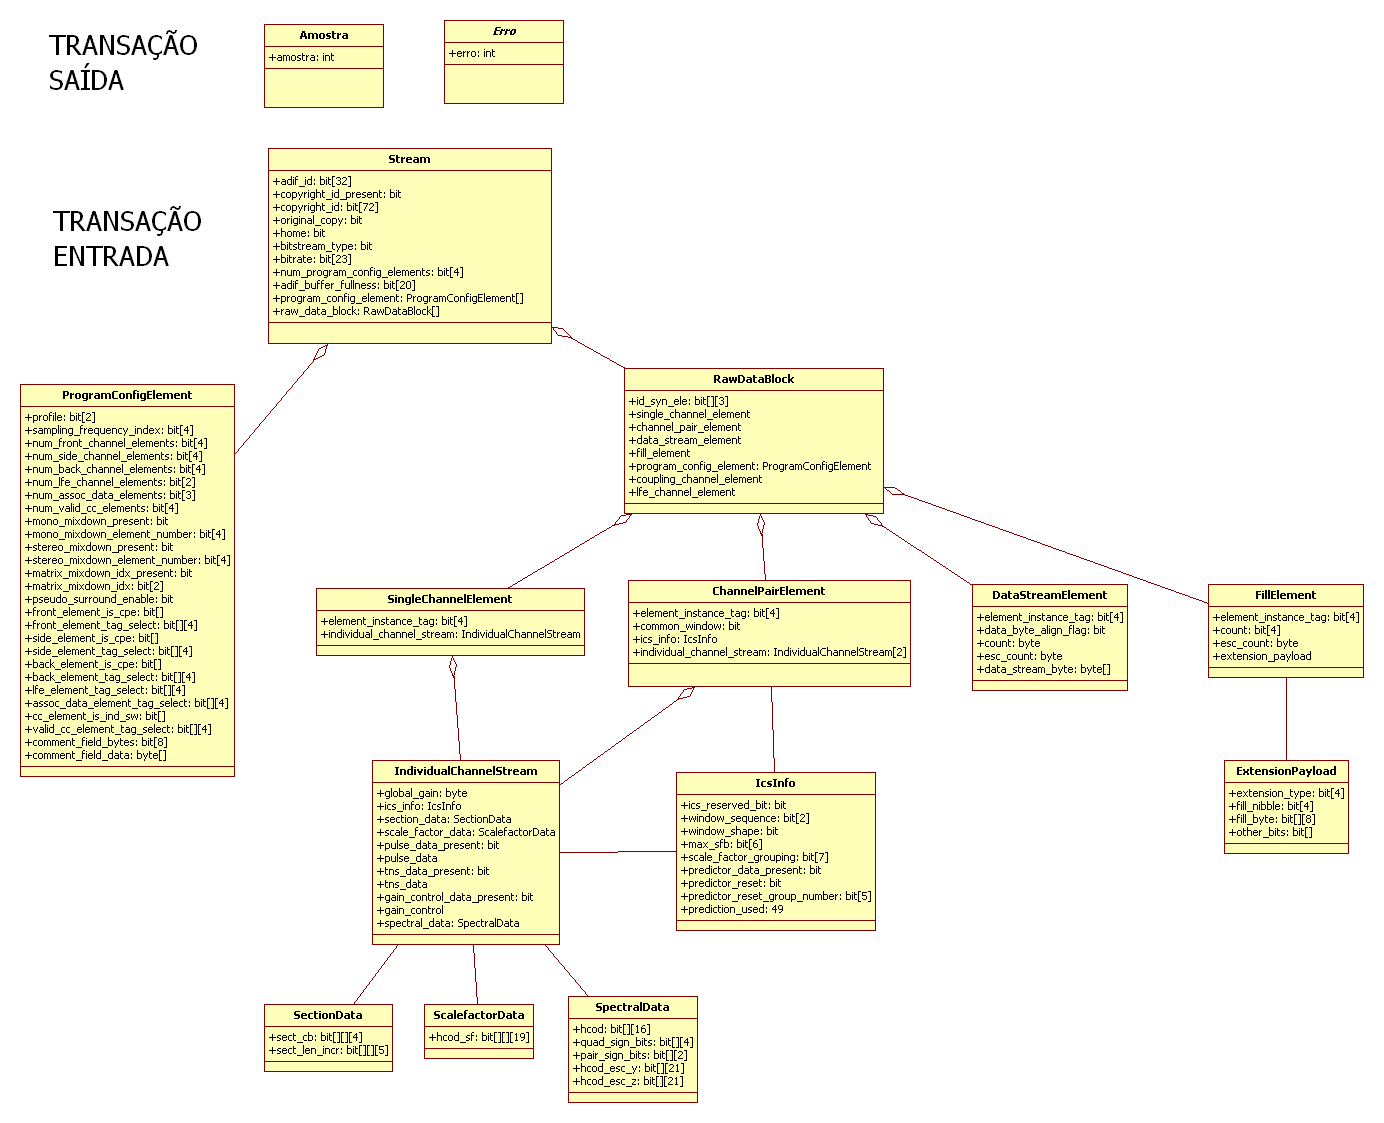 TRANSAÇÃO
SAÍDA
Amostra
+amostra: int
Erro
+erro: int
TRANSAÇÃO
ENTRADA
Stream
+adif_id: bit[32]
+copyright_id_present: bit
+copyright_id: bit[72]
+original_copy: bit
+home: bit
+bitstream_type: bit
+bitrate: bit[23]
+num_program_config_elements: bit[4]
+adif_buffer_fullness: bit[20]
+program_config_element: ProgramConfigElement[]
+raw_data_block: RawDataBlock[]
ProgramConfigElement
+profile: bit[2]
+sampling_frequency_index: bit[4]
+num_front_channel_elements: bit[4]
+num_side_channel_elements: bit[4]
+num_back_channel_elements: bit[4]
+num_lfe_channel_elements: bit[2]
+num_assoc_data_elements: bit[3]
+num_valid_cc_elements: bit[4]
+mono_mixdown_present: bit
+mono_mixdown_element_number: bit[4]
+stereo_mixdown_present: bit
+stereo_mixdown_element_number: bit[4]
+matrix_mixdown_idx_present: bit
+matrix_mixdown_idx: bit[2]
+pseudo_surround_enable: bit
+front_element_is_cpe: bit[]
+front_element_tag_select: bit[][4]
+side_element_is_cpe: bit[]
+side_element_tag_select: bit[][4]
+back_element_is_cpe: bit[]
+back_element_tag_select: bit[][4]
+lfe_element_tag_select: bit[][4]
+assoc_data_element_tag_select: bit[][4]
+cc_element_is_ind_sw: bit[]
+valid_cc_element_tag_select: bit[][4]
+comment_field_bytes: bit[8]
+comment_field_data: byte[]
RawDataBlock
+id_syn_ele: bit[][3]
+single_channel_element
+channel_pair_element
+data_stream_element
+fill_element
+program_config_element: ProgramConfigElement
+coupling_channel_element
+lfe_channel_element
SingleChannelElement
+element_instance_tag: bit[4]
+individual_channel_stream: IndividualChannelStream
ChannelPairElement
+element_instance_tag: bit[4]
+common_window: bit
+ics_info: IcsInfo
+individual_channel_stream: IndividualChannelStream[2]
DataStreamElement
+element_instance_tag: bit[4]
+data_byte_align_flag: bit
+count: byte
+esc_count: byte
+data_stream_byte: byte[]
FillElement
+element_instance_tag: bit[4]
+count: bit[4]
+esc_count: byte
+extension_payload
IndividualChannelStream
+global_gain: byte
+ics_info: IcsInfo
+section_data: SectionData
+scale_factor_data: ScalefactorData
+pulse_data_present: bit
+pulse_data
+tns_data_present: bit
+tns_data
+gain_control_data_present: bit
+gain_control
+spectral_data: SpectralData
IcsInfo
+ics_reserved_bit: bit
+window_sequence: bit[2]
+window_shape: bit
+max_sfb: bit[6]
+scale_factor_grouping: bit[7]
+predictor_data_present: bit
+predictor_reset: bit
+predictor_reset_group_number: bit[5]
+prediction_used: 49
ExtensionPayload
+extension_type: bit[4]
+fill_nibble: bit[4]
+fill_byte: bit[][8]
+other_bits: bit[]
SectionData
+sect_cb: bit[][][4]
+sect_len_incr: bit[][][5]
ScalefactorData
+hcod_sf: bit[][][19]
SpectralData
+hcod: bit[][16]
+quad_sign_bits: bit[][4]
+pair_sign_bits: bit[][2]
+hcod_esc_y: bit[][21]
+hcod_esc_z: bit[][21]